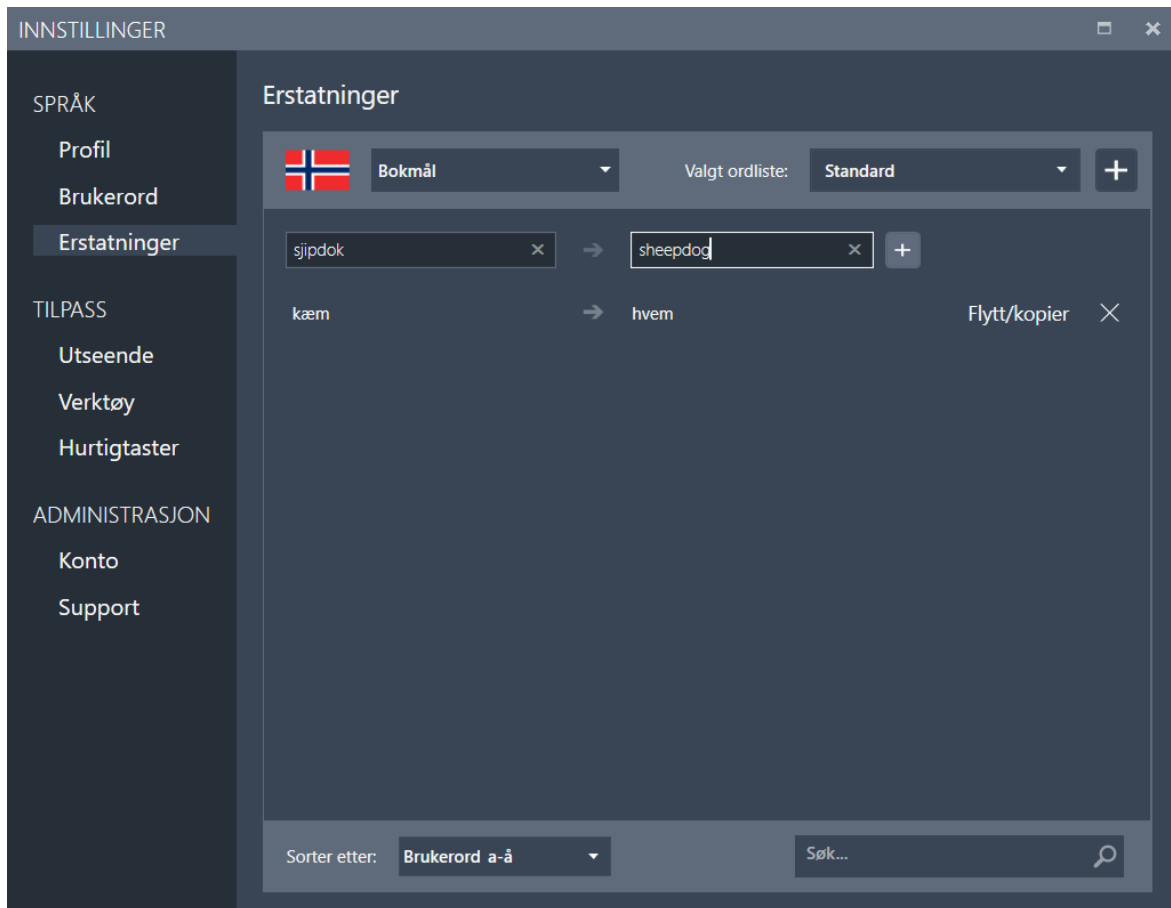 INNSTILLINGER
SPRÅK
Profil
Brukerord
Erstatninger
TILPASS
Utseende
Verktøy
Hurtigtaster
ADMINISTRASJON
Konto
Support
Erstatninger
Bokmål Valgt ordliste: Standard
sjipdok sheepdog
kæm hvem Flytt/kopier
Sorter etter: Brukerord a-å Søk...